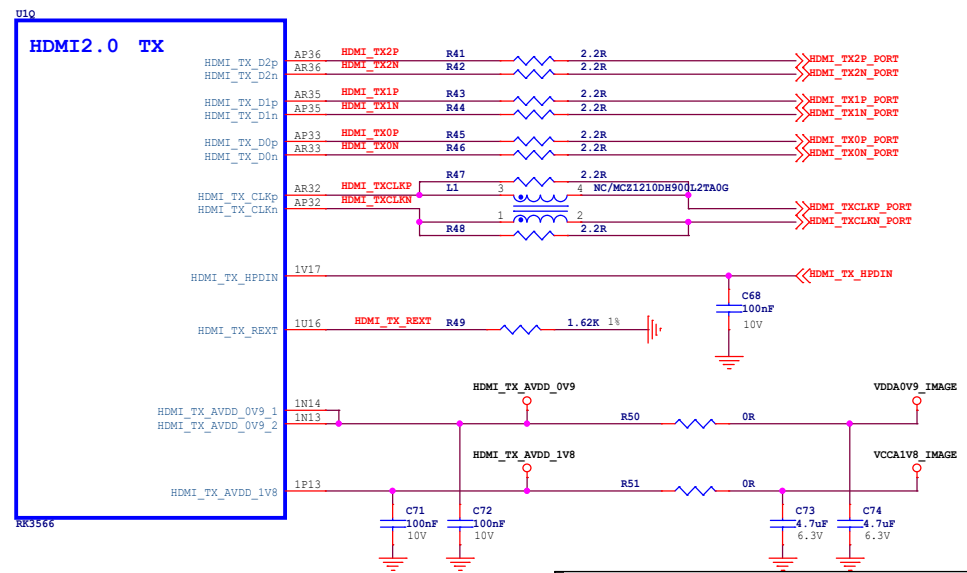 U1Q
HDMI2.0 TX
HDMI_TX_D2p AP36 HDMI_TX2P R41 2.2R HDMI_TX2P_PORT
HDMI_TX_D2n AR36 HDMI_TX2N R42 2.2R HDMI_TX2N_PORT
HDMI_TX_D1p AR35 HDMI_TX1P R43 2.2R HDMI_TX1P_PORT
HDMI_TX_D1n AP35 HDMI_TX1N R44 2.2R HDMI_TX1N_PORT
HDMI_TX_D0p AP33 HDMI_TX0P R45 2.2R HDMI_TX0P_PORT
HDMI_TX_D0n AR33 HDMI_TX0N R46 2.2R HDMI_TX0N_PORT
R47 2.2R
HDMI_TX_CLKp AR32 HDMI_TXCLKP L1 3 4 NC/MCZ1210DH900L2TA0G
HDMI_TX_CLKn AP32 HDMI_TXCLKN HDMI_TXCLKP_PORT
1 2 HDMI_TXCLKN_PORT
R48 2.2R
HDMI_TX_HPDIN 1V17 HDMI_TX_HPDIN
C68
100nF
10V
HDMI_TX_REXT 1U16 HDMI_TX_REXT R49 1.62K 1%
HDMI_TX_AVDD_0V9 VDDA0V9_IMAGE
HDMI_TX_AVDD_0V9_1 1N14
HDMI_TX_AVDD_0V9_2 1N13 R50 0R
HDMI_TX_AVDD_1V8 VCCA1V8_IMAGE
HDMI_TX_AVDD_1V8 1P13 R51 0R
C71 C72 C73 C74
100nF 100nF 4.7uF 4.7uF
10V 10V 6.3V 6.3V
RK3566